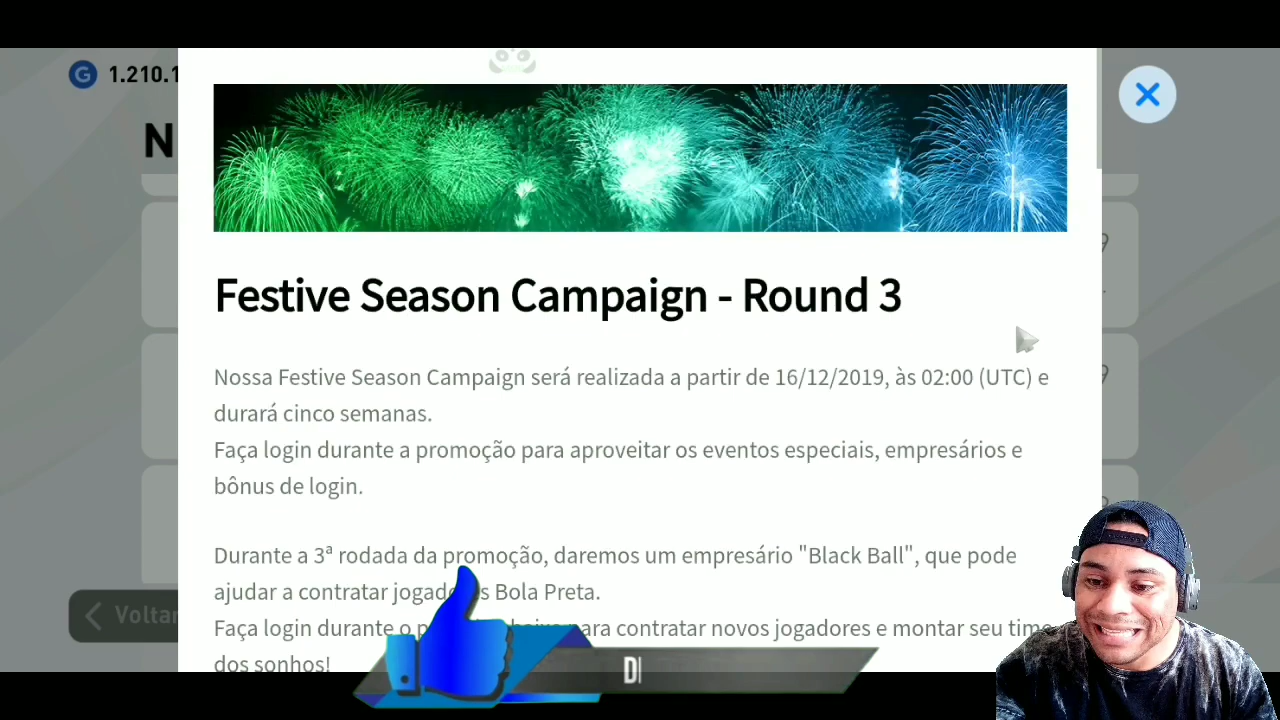 G 1.210.1
N
Festive Season Campaign - Round 3
Nossa Festive Season Campaign será realizada a partir de 16/12/2019, às 02:00 (UTC) e
durará cinco semanas.
Faça login durante a promoção para aproveitar os eventos especiais, empresários e
bônus de login.
Durante a 3ª rodada da promoção, daremos um empresário "Black Ball", que pode
ajudar a contratar jogadores Bola Preta.
Voltar
Faça login durante o para contratar novos jogadores e montar seu time
dos sonhos!
DI